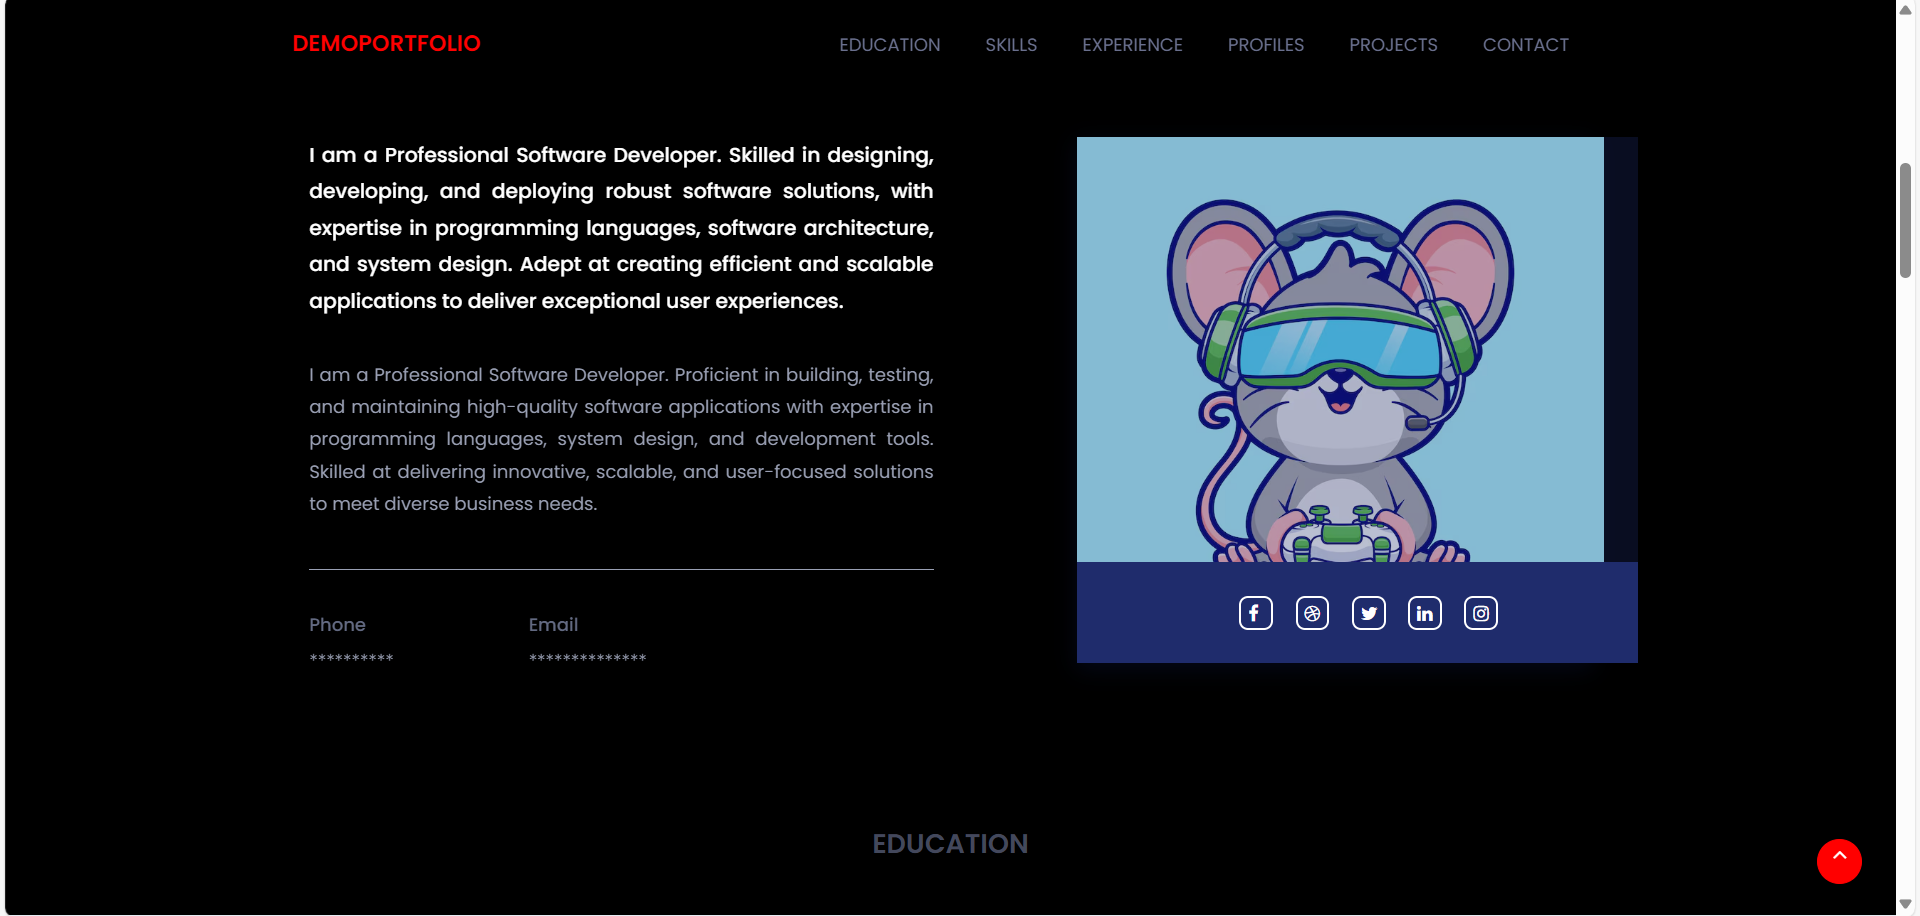 DEMOPORTFOLIO
EDUCATION SKILLS EXPERIENCE PROFILES PROJECTS CONTACT
I am a Professional Software Developer. Skilled in designing,
developing, and deploying robust software solutions, with
expertise in programming languages, software architecture,
and system design. Adept at creating efficient and scalable
applications to deliver exceptional user experiences.
I am a Professional Software Developer. Proficient in building, testing,
and maintaining high-quality software applications with expertise in
programming languages, system design, and development tools.
Skilled at delivering innovative, scalable, and user-focused solutions
to meet diverse business needs.
Phone
**********
Email
**************
EDUCATION